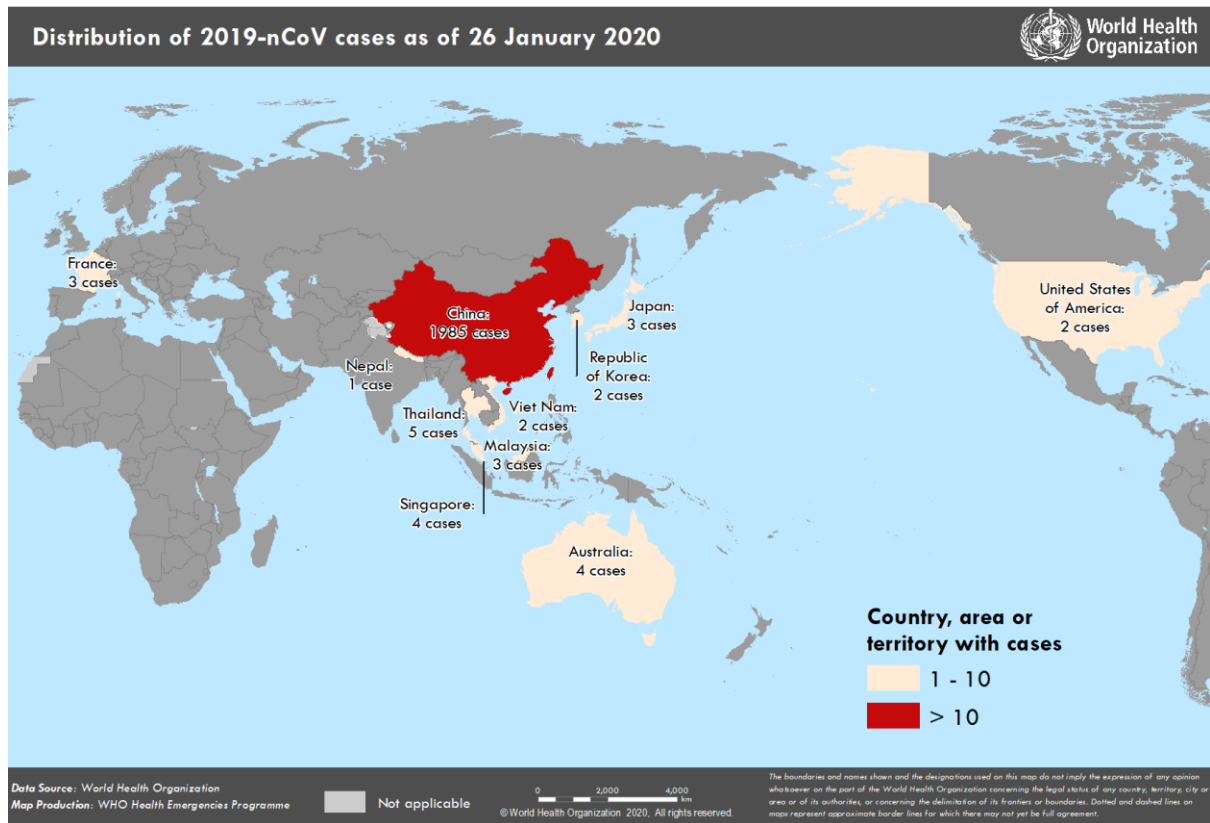 Distribution of 2019-nCoV cases as of 26 January 2020
World Health
Organization
France:
3 cases
China:
1985 cases
Japan:
3 cases
United States
of America:
2 cases
Nepal:
1 case
Republic
of Korea:
2 cases
Thailand:
5 cases
Viet Nam:
2 cases
Malaysia:
3 cases
Singapore:
4 cases
Australia:
4 cases
Country, area or
territory with cases
1 - 10
> 10
Data Source: World Health Organization
Map Production: WHO Health Emergencies Programme
Not applicable
0 2,000 4,000
km
© World Health Organization 2020, All rights reserved.
The boundaries and names shown and the designations used on this map do not imply the expression of any opinion
whatsoever on the part of the World Health Organization concerning the legal status of any country, territory, city or
area or of its authorities, or concerning the delimitation of its frontiers or boundaries. Dotted and dashed lines on
maps represent approximate border lines for which there may not yet be full agreement.